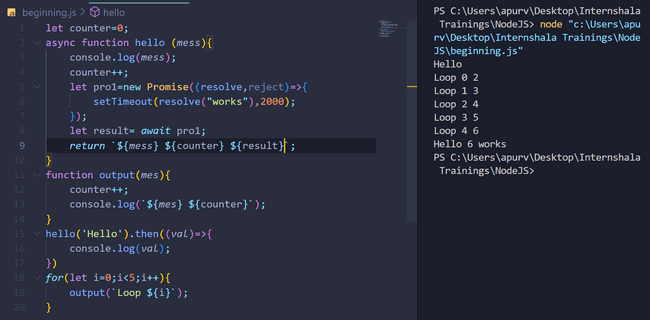 beginning.js > hello
1 let counter=0;
2 async function hello (mess){
3 console.log(mess);
4 counter++;
5 let pro1=new Promise((resolve,reject)=>{
6 setTimeout(resolve("works"),2000);
7 });
8 let result= await pro1;
9 return `${mess} ${counter} ${result}`;
10 }
11 function output(mes){
12 counter++;
13 console.log(`${mes} ${counter}`);
14 }
15 hello('Hello').then((val)=>{
16 console.log(val);
17 })
18 for(let i=0;i<5;i++){
19 output(`Loop ${i}`);
20 }
PS C:\Users\apurv\Desktop\Internshala
Trainings\NodeJS> node "c:\Users\apu
rv\Desktop\Internshala Trainings\Node
JS\beginning.js"
Hello
Loop 0 2
Loop 1 3
Loop 2 4
Loop 3 5
Loop 4 6
Hello 6 works
PS C:\Users\apurv\Desktop\Internshala
Trainings\NodeJS>